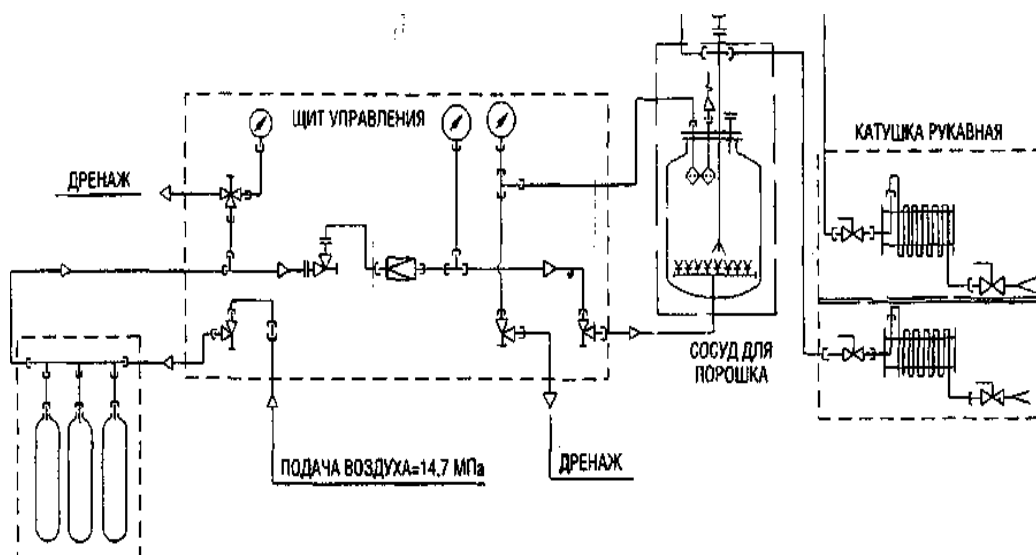 ЩИТ УПРАВЛЕНИЯ
КАТУШКА РУКАВНАЯ
ДРЕНАЖ
СОСУД ДЛЯ
ПОРОШКА
ПОДАЧА ВОЗДУХА=14,7 МПа
ДРЕНАЖ